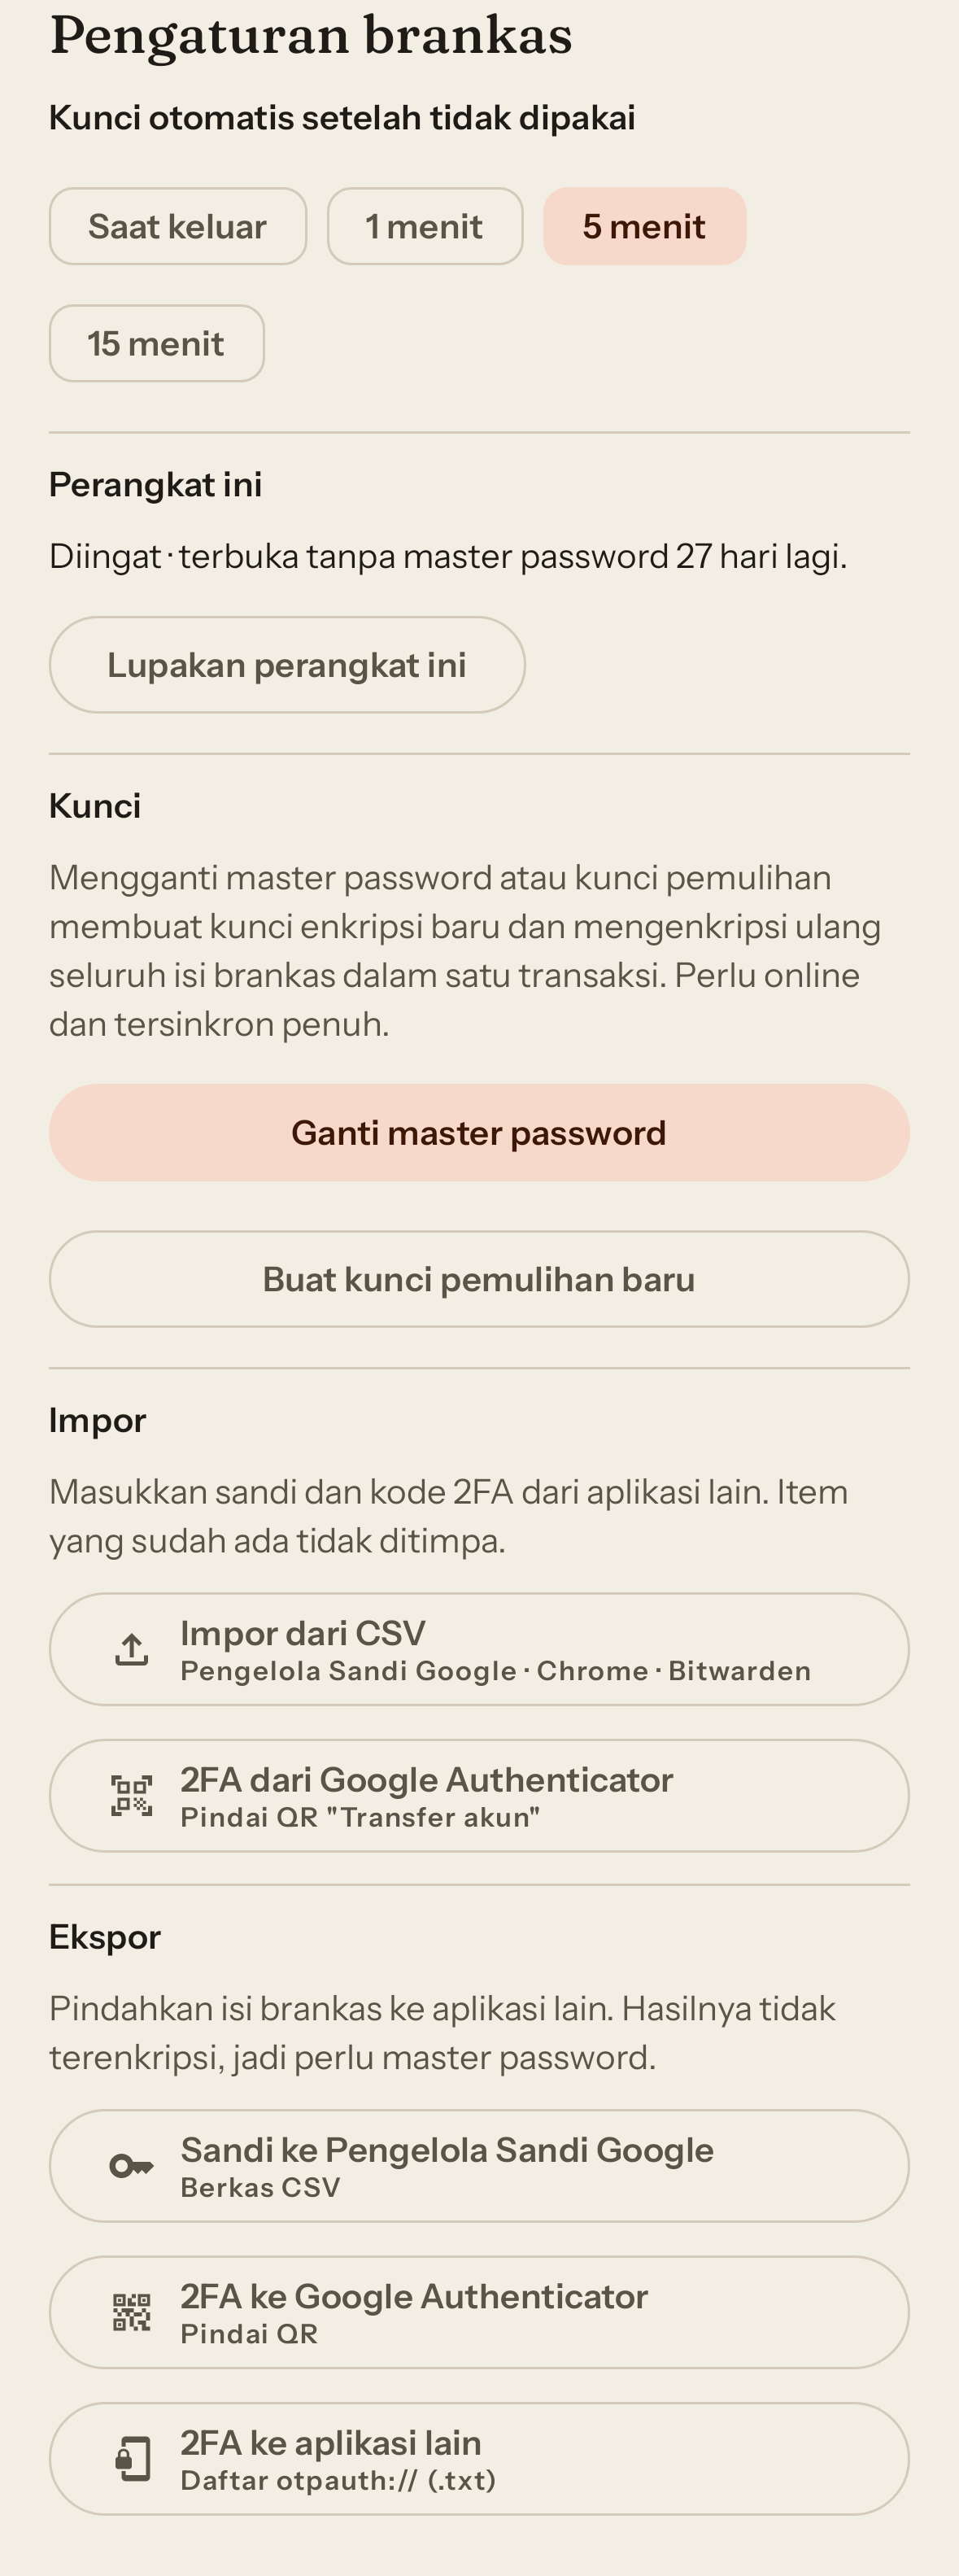 Pengaturan brankas
Kunci otomatis setelah tidak dipakai
Saat keluar
1 menit
5 menit
15 menit
Perangkat ini
Diingat · terbuka tanpa master password 27 hari lagi.
Lupakan perangkat ini
Kunci
Mengganti master password atau kunci pemulihan
membuat kunci enkripsi baru dan mengenkripsi ulang
seluruh isi brankas dalam satu transaksi. Perlu online
dan tersinkron penuh.
Ganti master password
Buat kunci pemulihan baru
Impor
Masukkan sandi dan kode 2FA dari aplikasi lain. Item
yang sudah ada tidak ditimpa.
Impor dari CSV
Pengelola Sandi Google · Chrome · Bitwarden
2FA dari Google Authenticator
Pindai QR "Transfer akun"
Ekspor
Pindahkan isi brankas ke aplikasi lain. Hasilnya tidak
terenkripsi, jadi perlu master password.
Sandi ke Pengelola Sandi Google
Berkas CSV
2FA ke Google Authenticator
Pindai QR
2FA ke aplikasi lain
Daftar otpauth:// (.txt)